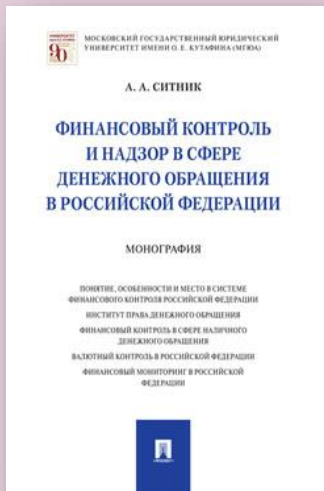 МОСКОВСКИЙ ГОСУДАРСТВЕННЫЙ ЮРИДИЧЕСКИЙ
УНИВЕРСИТЕТ ИМЕНИ О. Е. КУТАФИНА (МГЮА)
А. А. СИТНИК
ФИНАНСОВЫЙ КОНТРОЛЬ
И НАДЗОР В СФЕРЕ
ДЕНЕЖНОГО ОБРАЩЕНИЯ
В РОССИЙСКОЙ ФЕДЕРАЦИИ
МОНОГРАФИЯ
ПОНЯТИЕ, ОСОБЕННОСТИ И МЕСТО В СИСТЕМЕ
ФИНАНСОВОГО КОНТРОЛЯ РОССИЙСКОЙ ФЕДЕРАЦИИ
ИНСТИТУТ ПРАВА ДЕНЕЖНОГО ОБРАЩЕНИЯ
ФИНАНСОВЫЙ КОНТРОЛЬ В СФЕРЕ НАЛИЧНОГО
ДЕНЕЖНОГО ОБРАЩЕНИЯ
ВАЛЮТНЫЙ КОНТРОЛЬ В РОССИЙСКОЙ ФЕДЕРАЦИИ
ФИНАНСОВЫЙ МОНИТОРИНГ В РОССИЙСКОЙ
ФЕДЕРАЦИИ